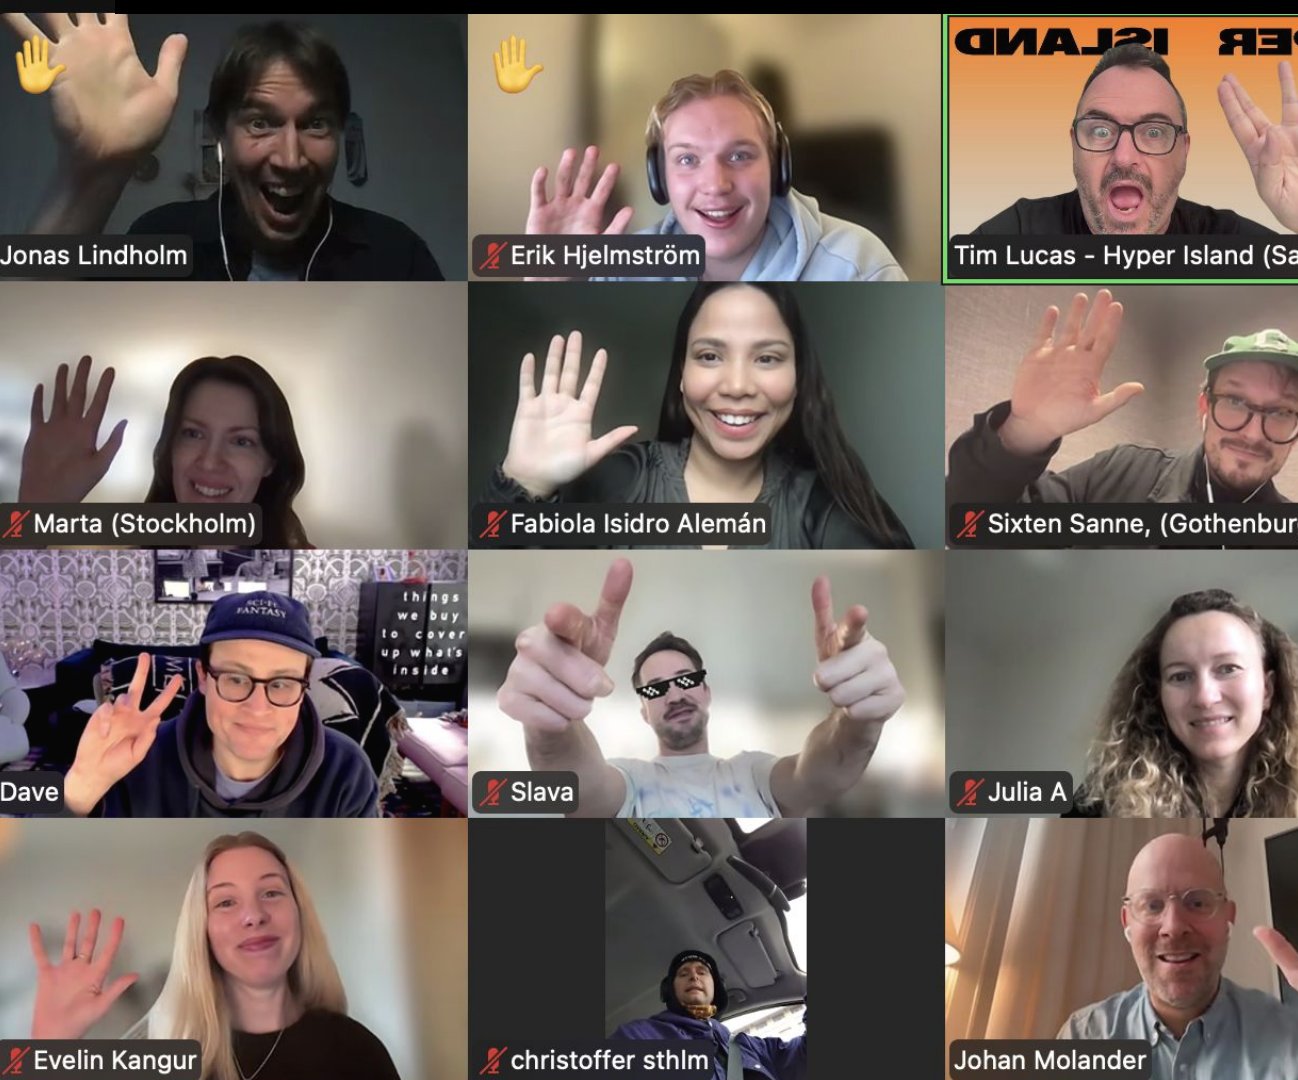 ISLAND
PER
Jonas Lindholm
Erik Hjelmström
Tim Lucas - Hyper Island (Sa
Marta (Stockholm)
Fabiola Isidro Alemán
Sixten Sanne, (Gothenbur
SCI-FI
FANTASY
things
we buy
to cover
up what's
inside
Dave
Slava
Julia A
Evelin Kangur
christoffer sthlm
Johan Molander